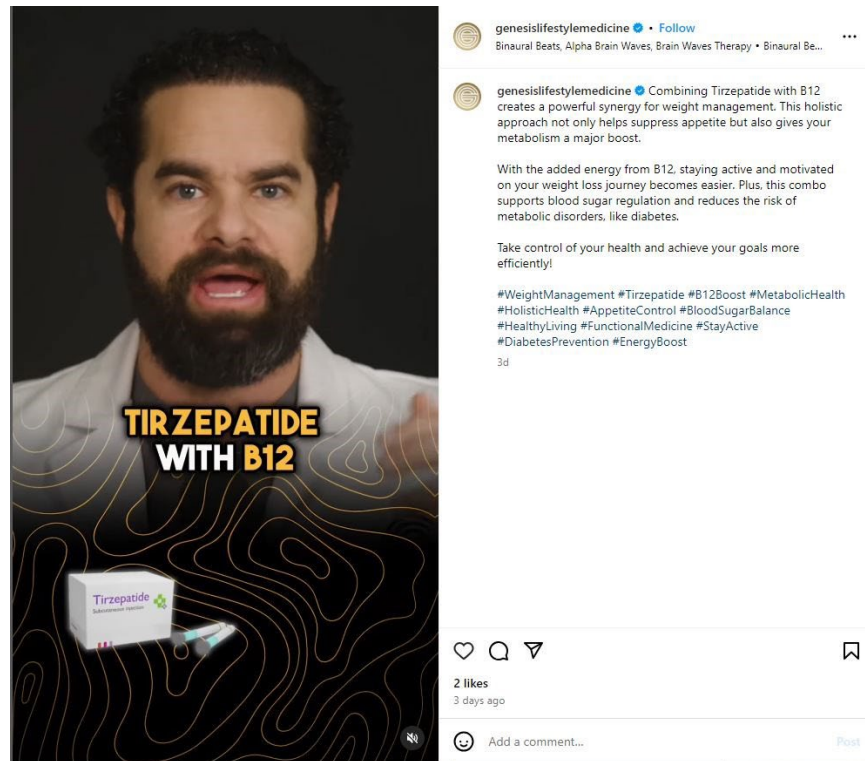 TIRZEPATIDE
WITH B12
Tirzepatide
Subcutaneous injection
genesislifestylemedicine • Follow
Binaural Beats, Alpha Brain Waves, Brain Waves Therapy • Binaural Be...
genesislifestylemedicine Combining Tirzepatide with B12
creates a powerful synergy for weight management. This holistic
approach not only helps suppress appetite but also gives your
metabolism a major boost.
With the added energy from B12, staying active and motivated
on your weight loss journey becomes easier. Plus, this combo
supports blood sugar regulation and reduces the risk of
metabolic disorders, like diabetes.
Take control of your health and achieve your goals more
efficiently!
#WeightManagement #Tirzepatide #B12Boost #MetabolicHealth
#HolisticHealth #AppetiteControl #BloodSugarBalance
#HealthyLiving #FunctionalMedicine #StayActive
#DiabetesPrevention #EnergyBoost
3d
2 likes
3 days ago
Add a comment...
Post